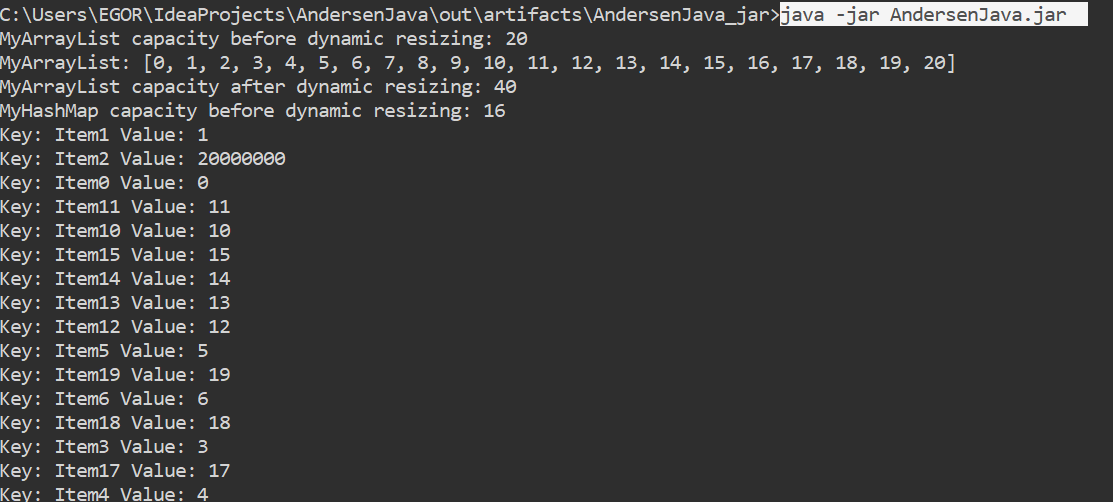 C:\Users\EGOR\IdeaProjects\AndersenJava\out\artifacts\AndersenJava_jar>java -jar AndersenJava.jar
MyArrayList capacity before dynamic resizing: 20
MyArrayList: [0, 1, 2, 3, 4, 5, 6, 7, 8, 9, 10, 11, 12, 13, 14, 15, 16, 17, 18, 19, 20]
MyArrayList capacity after dynamic resizing: 40
MyHashMap capacity before dynamic resizing: 16
Key: Item1 Value: 1
Key: Item2 Value: 20000000
Key: Item0 Value: 0
Key: Item11 Value: 11
Key: Item10 Value: 10
Key: Item15 Value: 15
Key: Item14 Value: 14
Key: Item13 Value: 13
Key: Item12 Value: 12
Key: Item5 Value: 5
Key: Item19 Value: 19
Key: Item6 Value: 6
Key: Item18 Value: 18
Key: Item3 Value: 3
Key: Item17 Value: 17
Key: Item4 Value: 4